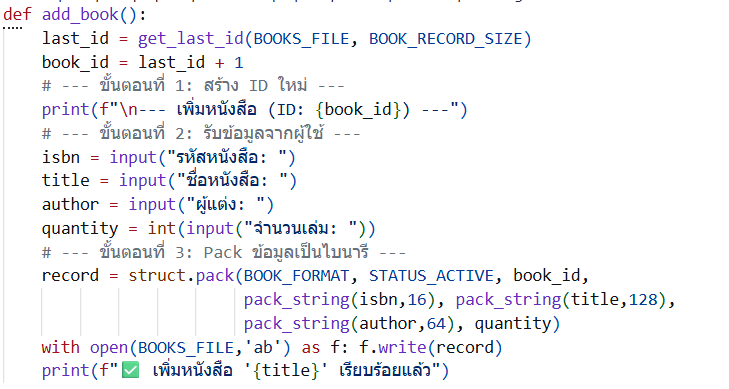 def add_book():
    last_id = get_last_id(BOOKS_FILE, BOOK_RECORD_SIZE)
    book_id = last_id + 1
    # --- ขั้นตอนที่ 1: สร้าง ID ใหม่ ---
    print(f"\n--- เพิ่มหนังสือ (ID: {book_id}) ---")
    # --- ขั้นตอนที่ 2: รับข้อมูลจากผู้ใช้ ---
    isbn = input("รหัสหนังสือ: ")
    title = input("ชื่อหนังสือ: ")
    author = input("ผู้แต่ง: ")
    quantity = int(input("จำนวนเล่ม: "))
    # --- ขั้นตอนที่ 3: Pack ข้อมูลเป็นไบนารี ---
    record = struct.pack(BOOK_FORMAT, STATUS_ACTIVE, book_id,
                         pack_string(isbn,16), pack_string(title,128),
                         pack_string(author,64), quantity)
    with open(BOOKS_FILE,'ab') as f: f.write(record)
    print(f"✅ เพิ่มหนังสือ '{title}' เรียบร้อยแล้ว")